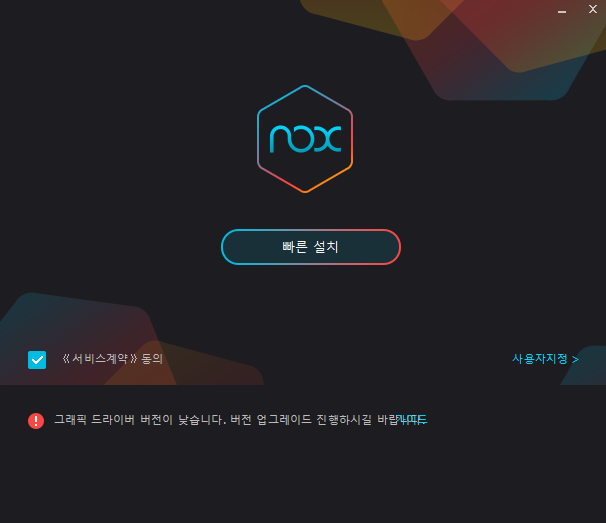 nox
빠른 설치
《서비스계약》동의
사용자지정 >
그래픽 드라이버 버전이 낮습니다. 버전 업그레이드 진행하시길 바랍니다